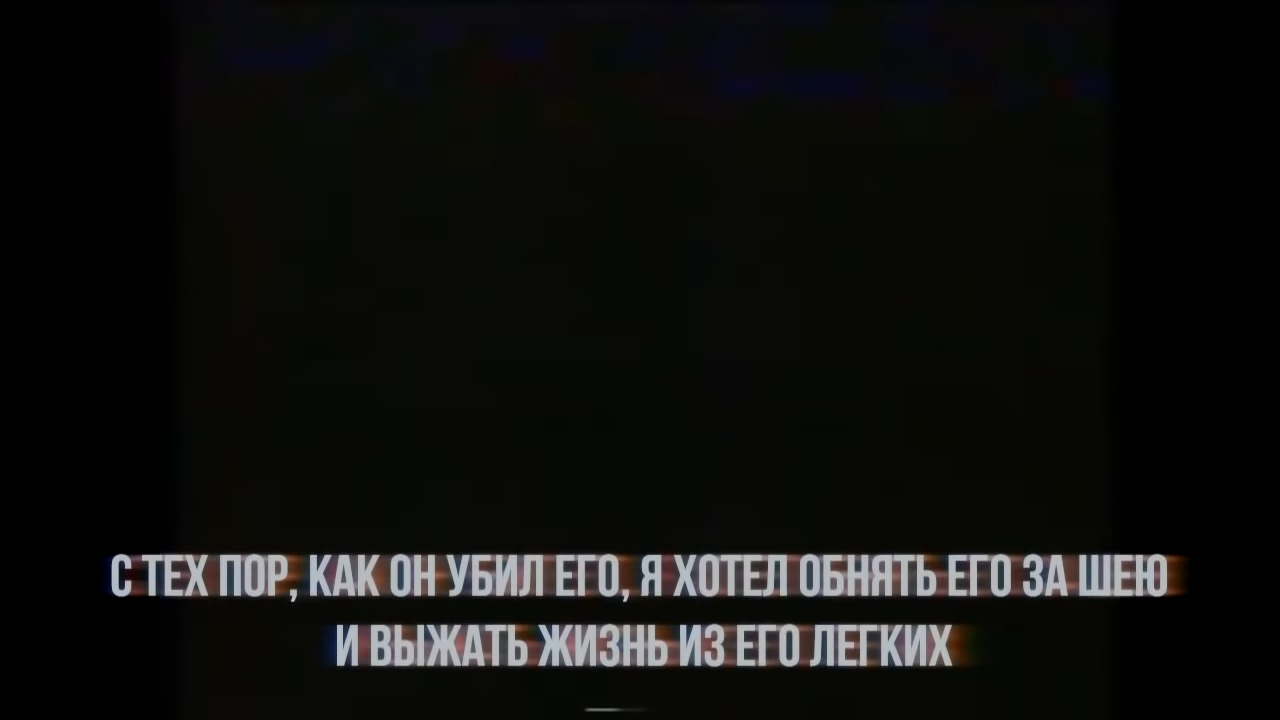 С ТЕХ ПОР, КАК ОН УБИЛ ЕГО, Я ХОТЕЛ ОБНЯТЬ ЕГО ЗА ШЕЮ
И ВЫЖАТЬ ЖИЗНЬ ИЗ ЕГО ЛЕГКИХ